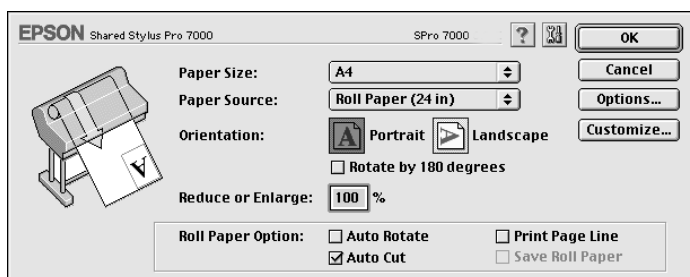 EPSON Shared Stylus Pro 7000 SPro 7000 ? OK
Paper Size: A4 Cancel
Paper Source: Roll Paper (24 in) Options...
Orientation: A Portrait A Landscape Customize...
Rotate by 180 degrees
A
Reduce or Enlarge: 100 %
Roll Paper Option: Auto Rotate Print Page Line
Auto Cut Save Roll Paper